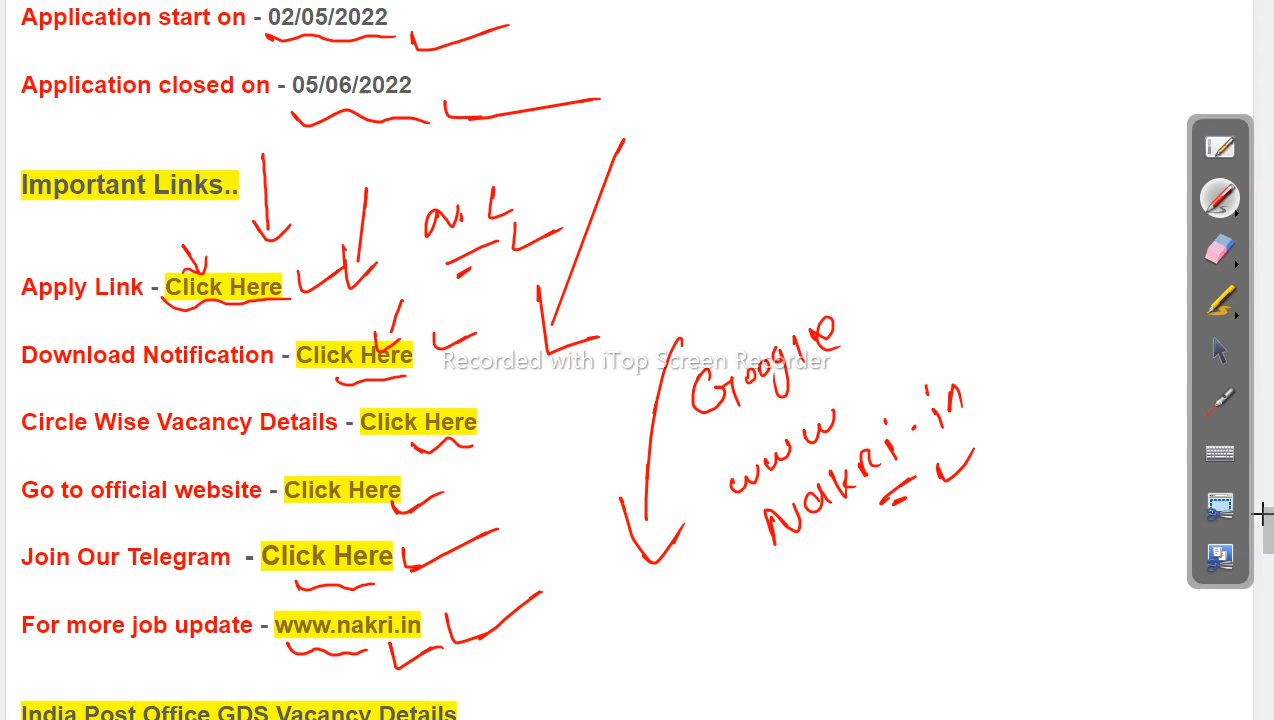 Application start on - 02/05/2022
Application closed on - 05/06/2022
Important Links..
Apply Link - Click Here
Download Notification - Click Here
Recorded with iTop Screen Recorder
Google
Circle Wise Vacancy Details - Click Here
www
Nakri.in
Go to official website - Click Here
Join Our Telegram - Click Here
For more job update - www.nakri.in
India Post Office GDS Vacancy Details